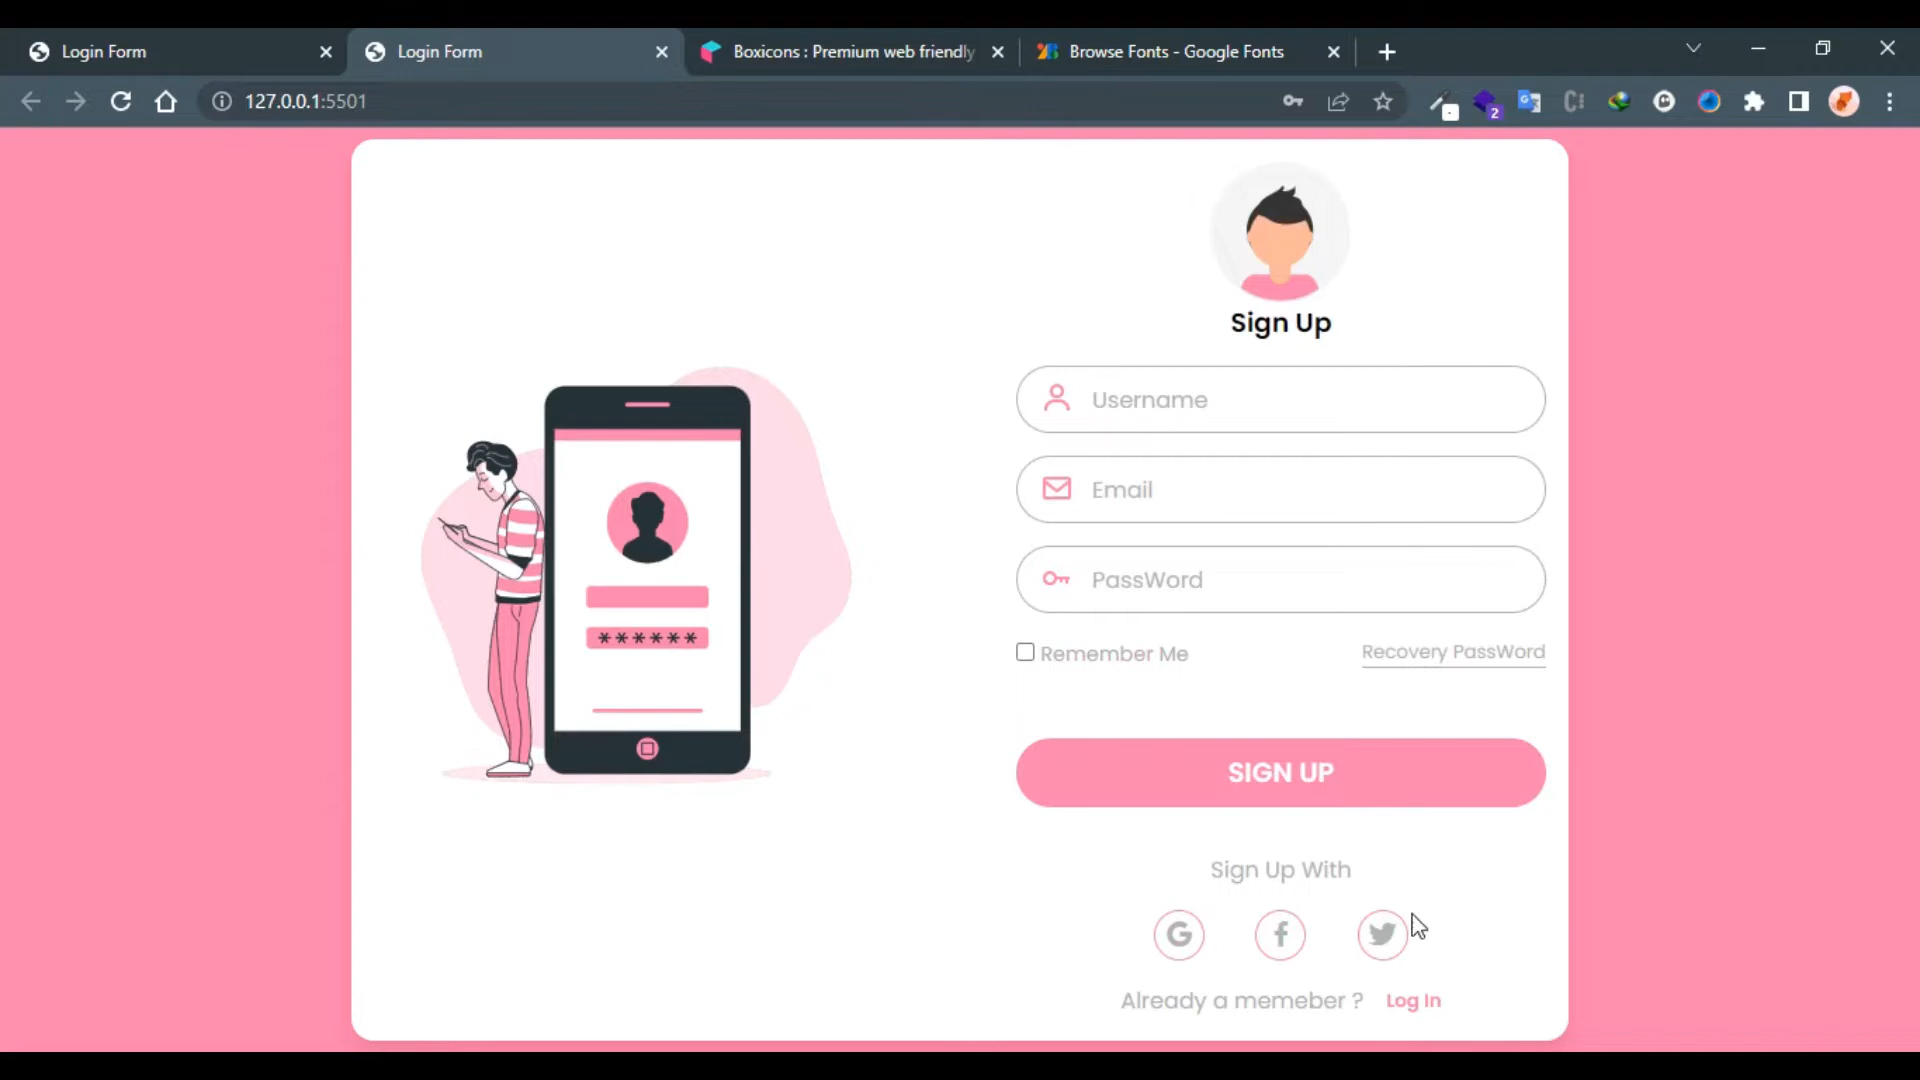 Login Form
Login Form
Boxicons : Premium web friendly
Browse Fonts - Google Fonts
127.0.0.1:5501
2
Sign Up
Username
Email
PassWord
******
Remember Me
Recovery PassWord
SIGN UP
Sign Up With
Already a memeber ? Log In